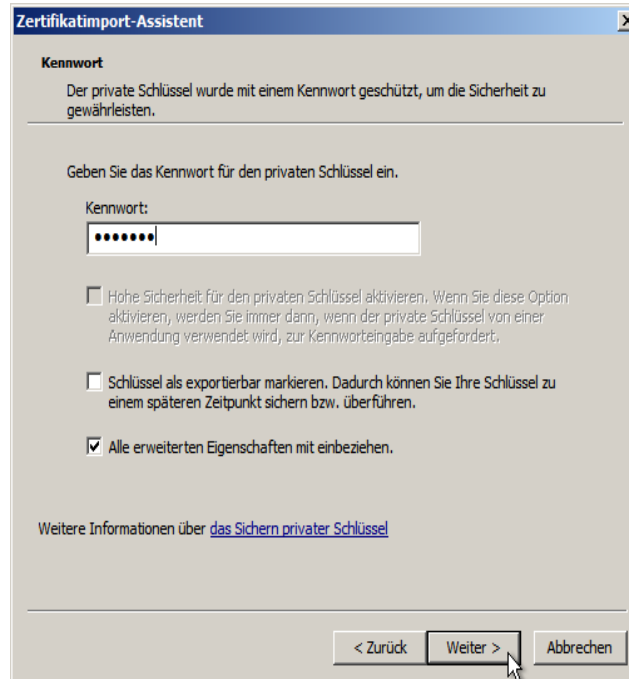 Zertifikatimport-Assistent
Kennwort
Der private Schlüssel wurde mit einem Kennwort geschützt, um die Sicherheit zu
gewährleisten.
Geben Sie das Kennwort für den privaten Schlüssel ein.
Kennwort:
•••••••
Hohe Sicherheit für den privaten Schlüssel aktivieren. Wenn Sie diese Option
aktivieren, werden Sie immer dann, wenn der private Schlüssel von einer
Anwendung verwendet wird, zur Kennworteingabe aufgefordert.
Schlüssel als exportierbar markieren. Dadurch können Sie Ihre Schlüssel zu
einem späteren Zeitpunkt sichern bzw. überführen.
Alle erweiterten Eigenschaften mit einbeziehen.
Weitere Informationen über das Sichern privater Schlüssel
< Zurück Weiter > Abbrechen